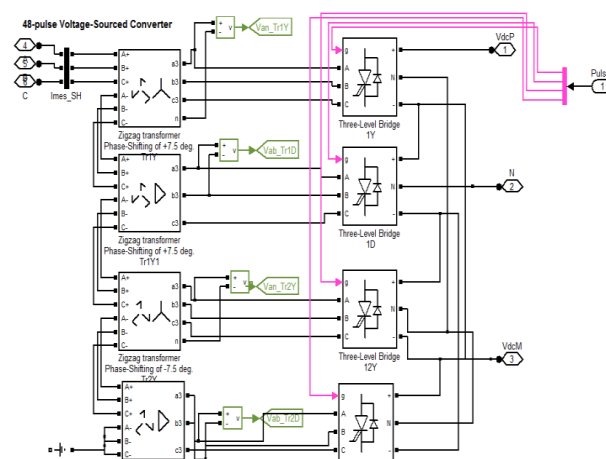 48-pulse Voltage-Sourced Converter
4
5
6
C
Imes_SH
A+
B+
C+
A-
B-
C-
a3
b3
c3
n
Zigzag transformer
Phase-Shifting of +7.5 deg.
Tr1Y
+
-
v
Van_Tr1Y
g
A
B
C
+
N
-
Three-Level Bridge
1Y
VdcP
1
Puls
1
A+
B+
C+
A-
B-
C-
a3
b3
c3
Zigzag transformer
Phase-Shifting of +7.5 deg.
Tr1Y1
+
-
v
Vab_Tr1D
g
A
B
C
+
N
-
Three-Level Bridge
1D
N
2
A+
B+
C+
A-
B-
C-
a3
b3
c3
n
Zigzag transformer
Phase-Shifting of -7.5 deg.
Tr2Y
+
-
v
Van_Tr2Y
g
A
B
C
+
N
-
Three-Level Bridge
12Y
VdcM
3
A+
B+
C+
A-
B-
C-
a3
b3
c3
+
-
v
Vab_Tr2D
g
A
B
C
+
N
-